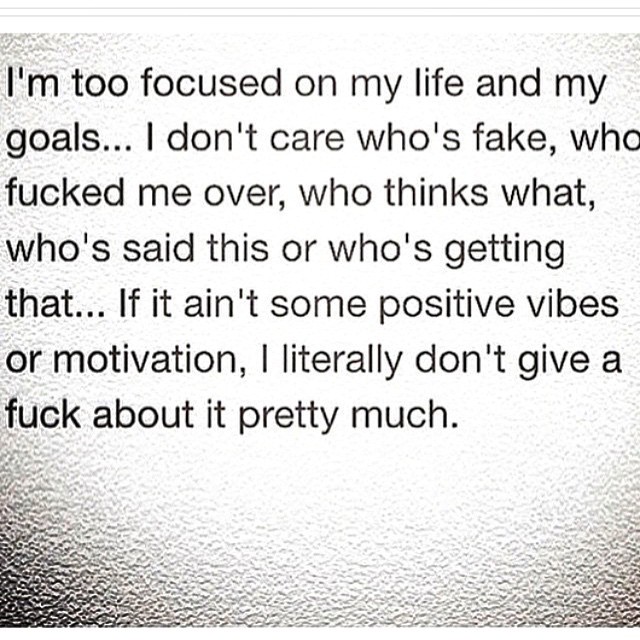 I'm too focused on my life and my
goals... I don't care who's fake, who
fucked me over, who thinks what,
who's said this or who's getting
that... If it ain't some positive vibes
or motivation, I literally don't give a
fuck about it pretty much.